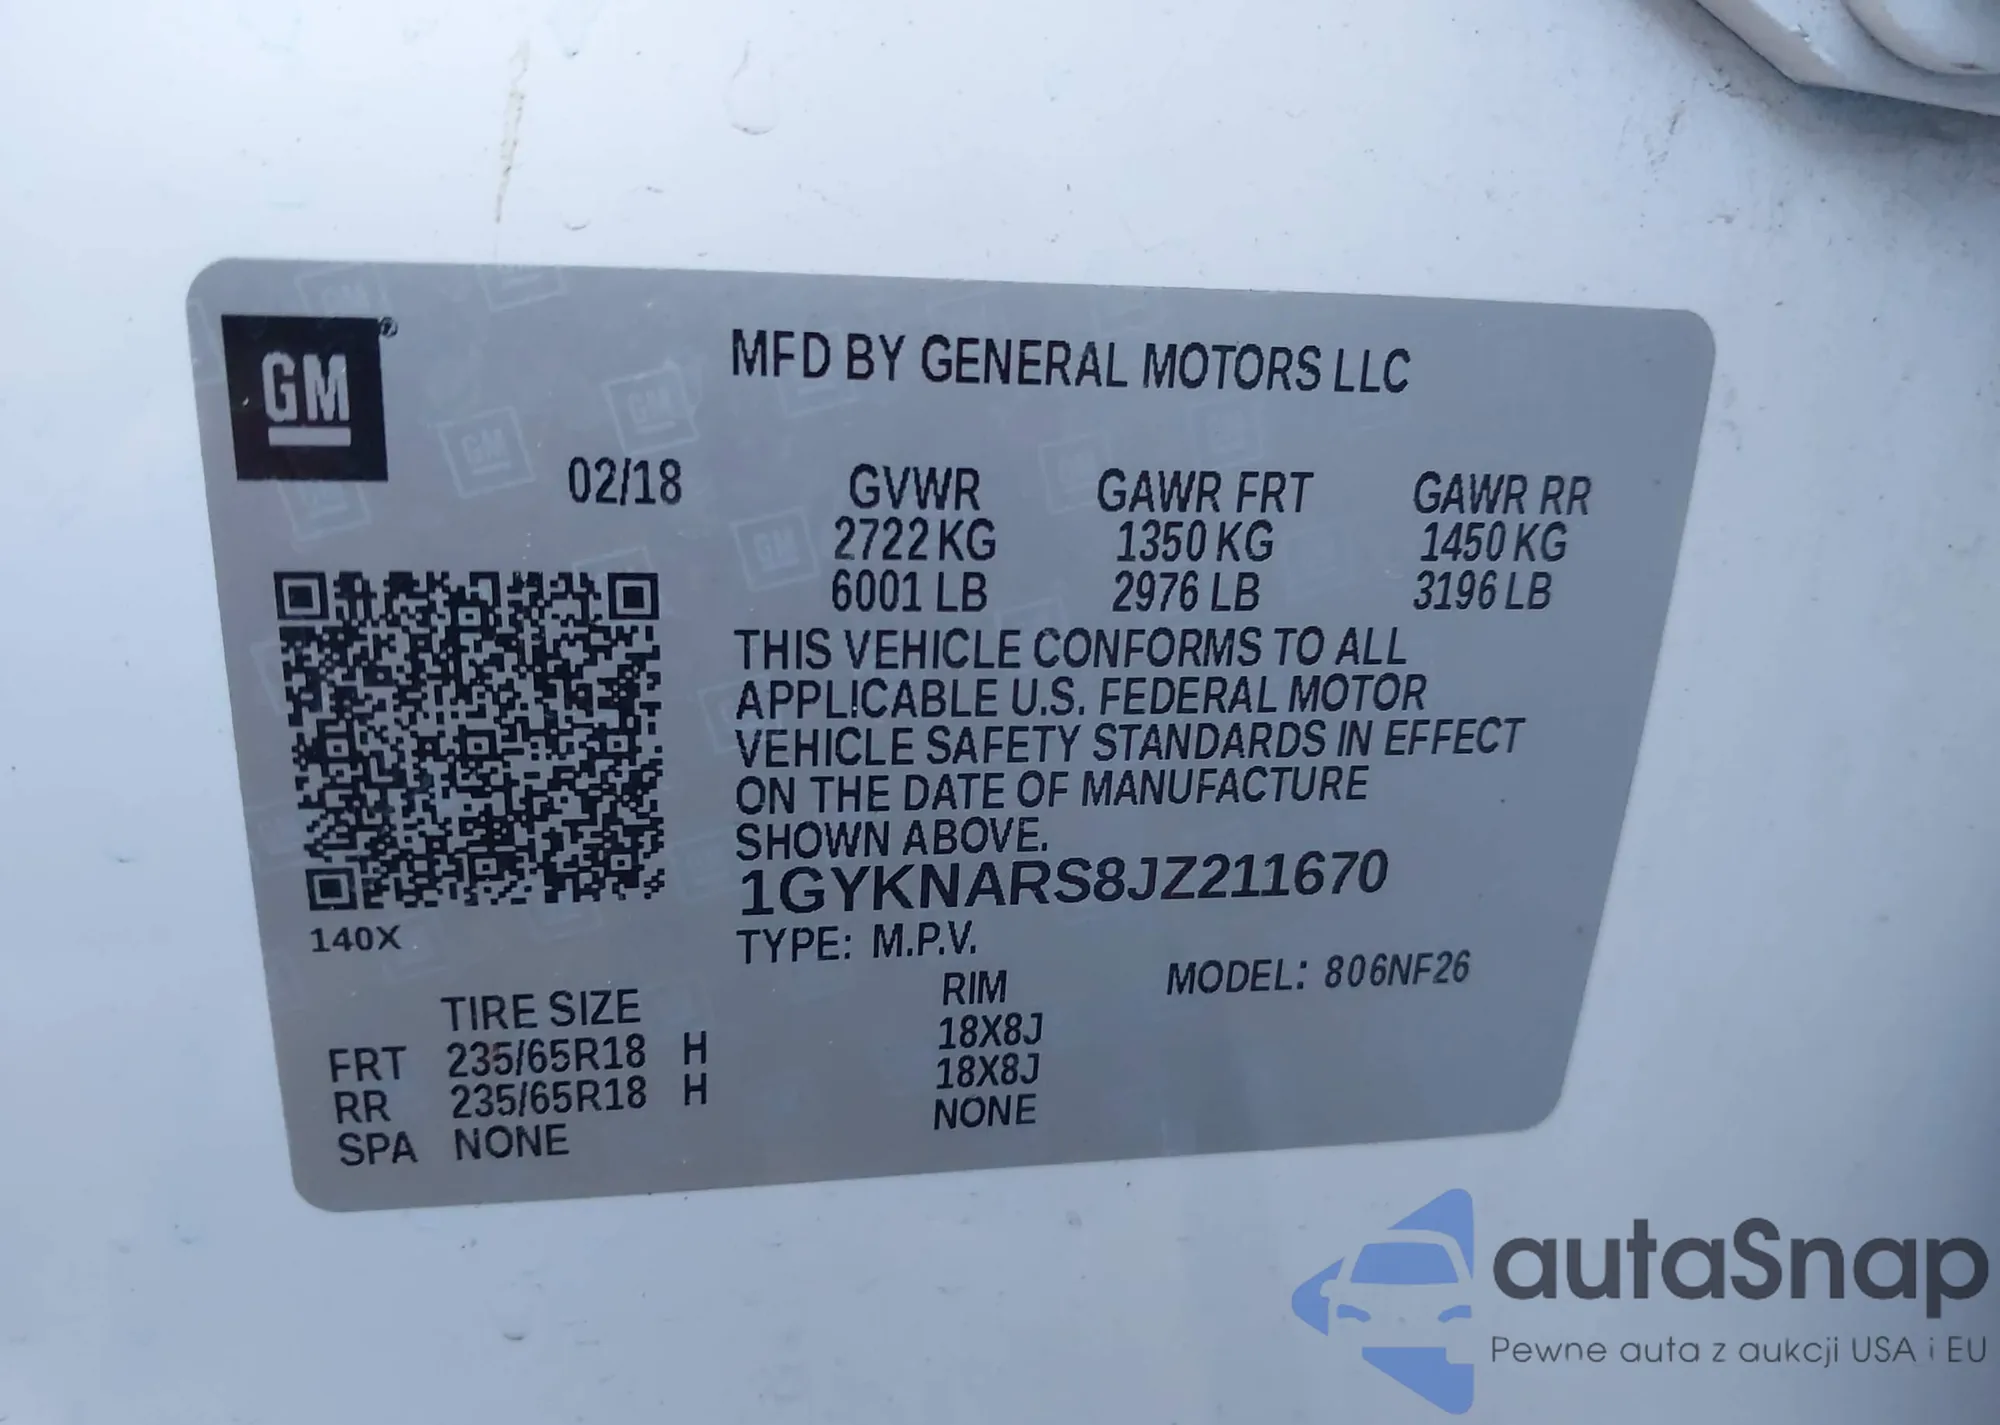 GM®
MFD BY GENERAL MOTORS LLC
02/18
GVWR GAWR FRT GAWR RR
2722 KG 1350 KG 1450 KG
6001 LB 2976 LB 3196 LB
THIS VEHICLE CONFORMS TO ALL
APPLICABLE U.S. FEDERAL MOTOR
VEHICLE SAFETY STANDARDS IN EFFECT
ON THE DATE OF MANUFACTURE
SHOWN ABOVE.
1GYKNARS8JZ211670
140X
TYPE: M.P.V.
MODEL: 806NF26
TIRE SIZE RIM
FRT 235/65R18 H 18X8J
RR 235/65R18 H 18X8J
SPA NONE NONE
autaSnap
Pewne auta z aukcji USA i EU